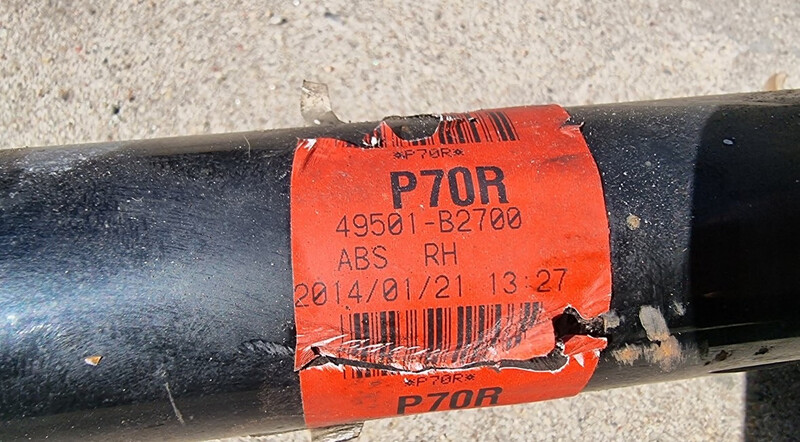 *P70R*
P70R
49501-B2700
ABS RH
2014/01/21 13:27
*P70R*
P70R